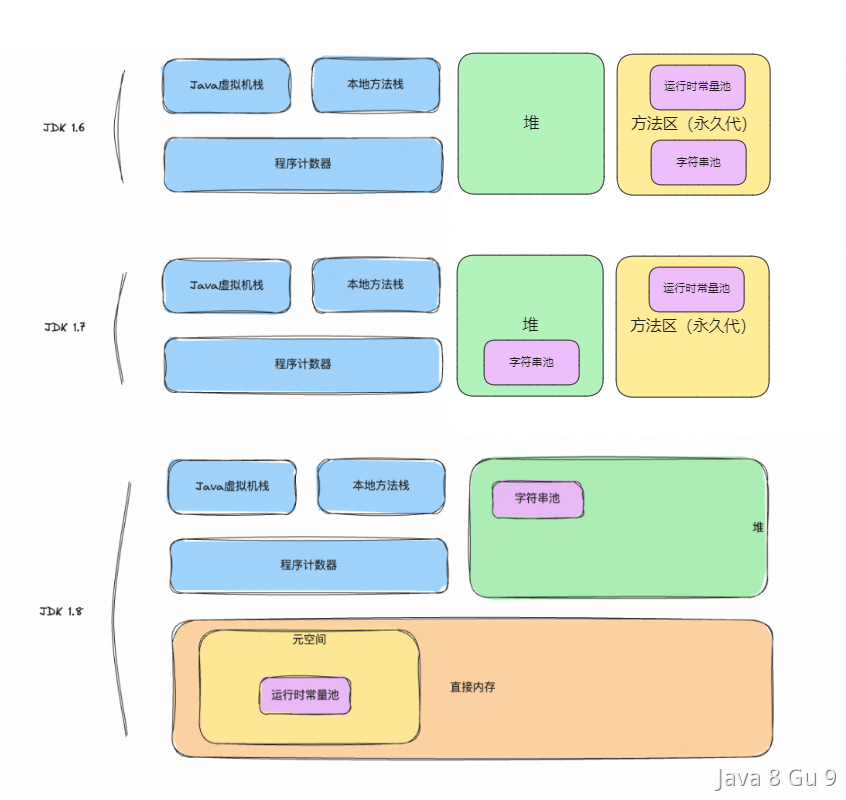 JDK 1.6
Java虚拟机栈
本地方法栈
程序计数器
堆
运行时常量池
方法区（永久代）
字符串池
JDK 1.7
Java虚拟机栈
本地方法栈
程序计数器
堆
字符串池
运行时常量池
方法区（永久代）
JDK 1.8
Java虚拟机栈
本地方法栈
程序计数器
字符串池
堆
元空间
运行时常量池
直接内存
Java 8 Gu 9